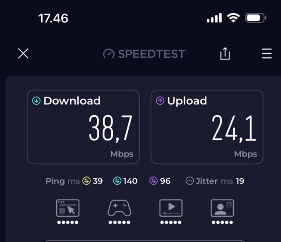 17.46
SPEEDTEST
Download
Upload
38,7
24,1
Mbps
Mbps
Ping ms 39 140 96 Jitter ms 19